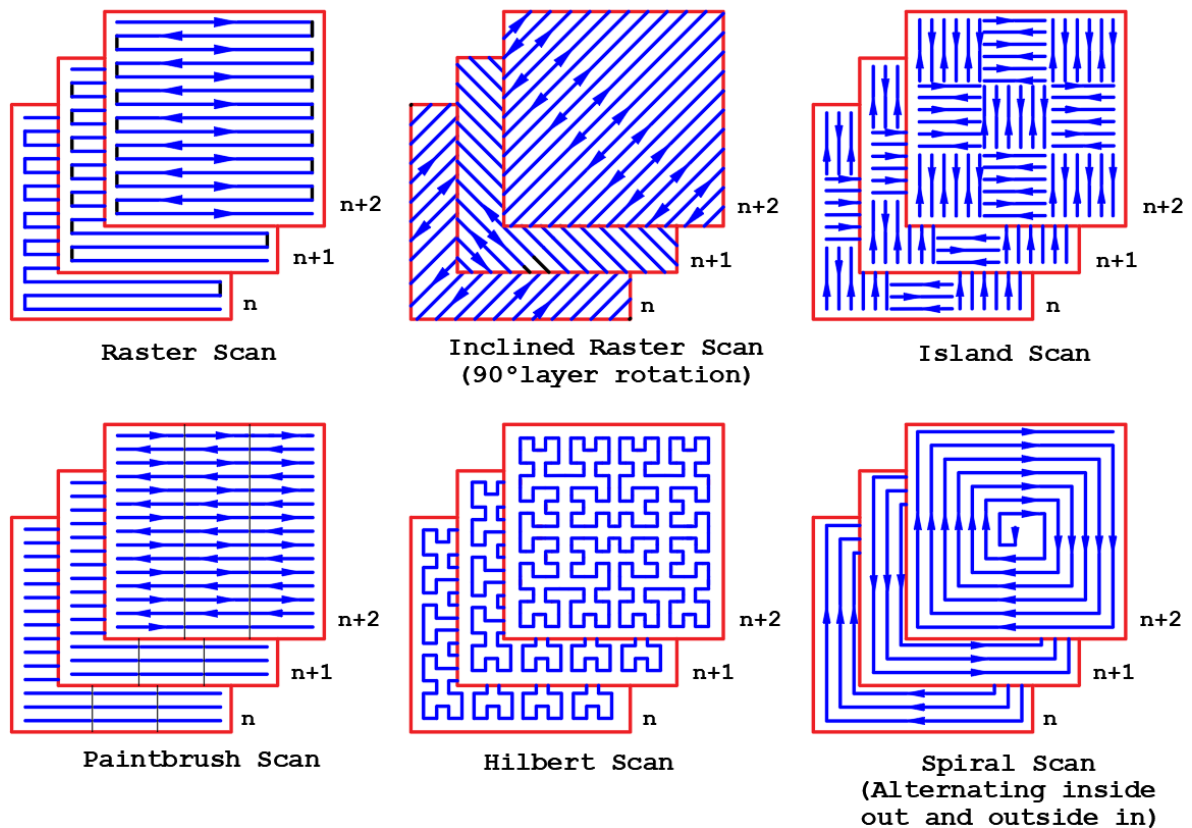 n+2
n+1
n
Raster Scan
n+2
n+1
n
Inclined Raster Scan
(90°layer rotation)
n+2
n+1
n
Island Scan
n+2
n+1
n
Paintbrush Scan
n+2
n+1
n
Hilbert Scan
n+2
n+1
n
Spiral Scan
(Alternating inside
out and outside in)